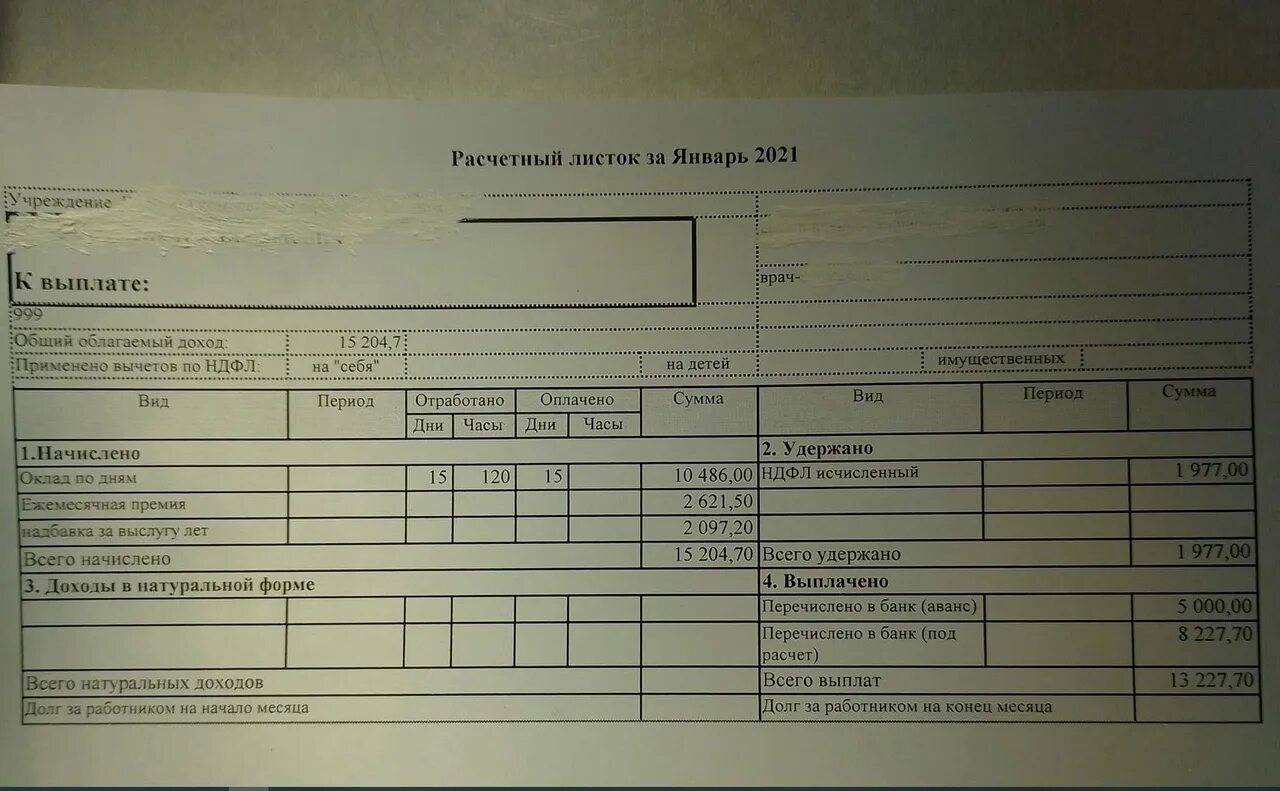 Расчетный листок за Январь 2021
Учреждение
К выплате:
врач-
999
Общий облагаемый доход: 15 204,7
Применено вычетов по НДФЛ: на "себя" на детей имущественных
Вид Период Отработано Оплачено Сумма Вид Период Сумма
Дни Часы Дни Часы
1.Начислено 2. Удержано
Оклад по дням 15 120 15 10 486,00 НДФЛ исчисленный 1 977,00
Ежемесячная премия 2 621,50
надбавка за выслугу лет 2 097,20
Всего начислено 15 204,70 Всего удержано 1 977,00
3. Доходы в натуральной форме 4. Выплачено
Перечислено в банк (аванс) 5 000,00
Перечислено в банк (под 8 227,70
расчет)
Всего натуральных доходов Всего выплат 13 227,70
Долг за работником на начало месяца Долг за работником на конец месяца